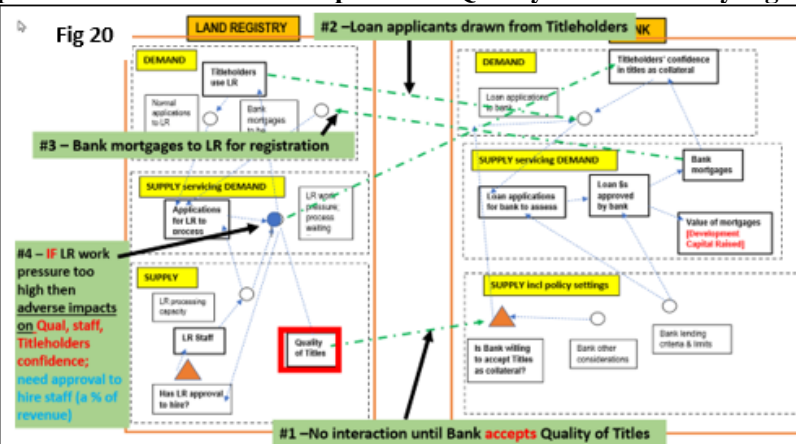 Fig 20
LAND REGISTRY
#2 –Loan applicants drawn from Titleholders
NK
DEMAND
Titleholders
use LR
Normal
applications
to LR
Bank
mortgages
to be
#3 – Bank mortgages to LR for registration
SUPPLY servicing DEMAND
Applications
for LR to
process
LR work
pressure;
process
waiting
#4 – IF LR work
pressure too
high then
adverse impacts
on Qual, staff,
Titleholders
confidence;
need approval to
hire staff (a % of
revenue)
SUPPLY
LR processing
capacity
LR Staff
Has LR approval
to hire?
Quality
of Titles
DEMAND
Titleholders' confidence
in titles as collateral
Loan applications
to bank
SUPPLY servicing DEMAND
Bank
mortgages
Loan applications
for bank to assess
Loan $s
approved
by bank
Value of mortgages
[Development
Capital Raised]
SUPPLY incl policy settings
Is Bank willing
to accept Titles
as collateral?
Bank other
considerations
Bank lending
criteria & limits
#1 –No interaction until Bank accepts Quality of Titles